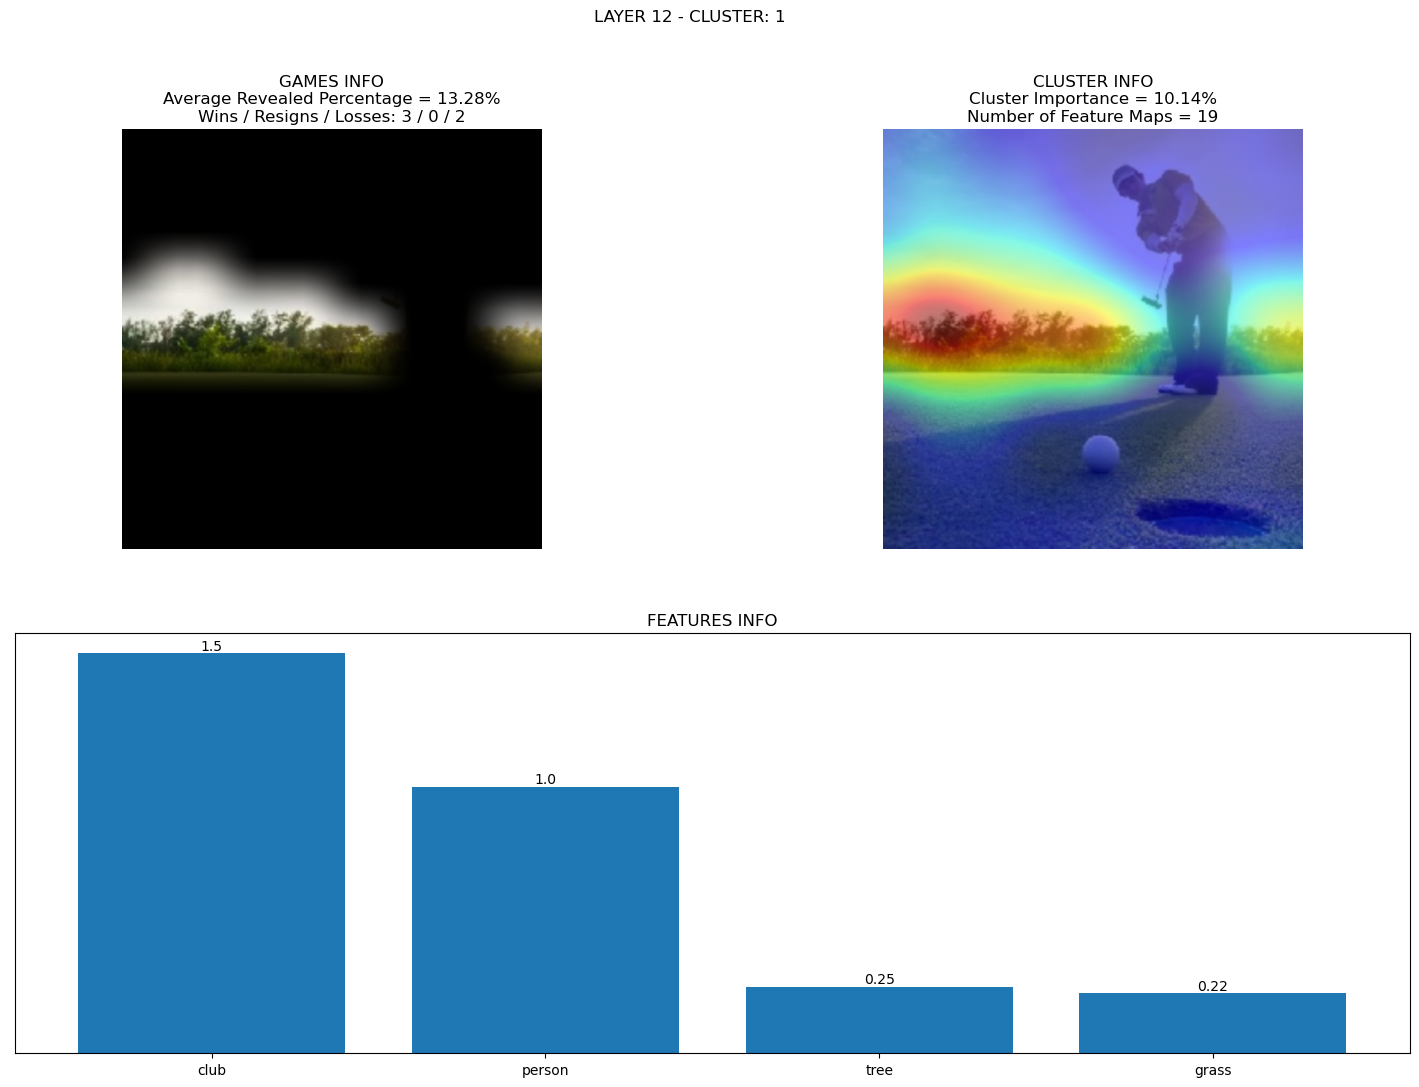 LAYER 12 - CLUSTER: 1
GAMES INFO
Average Revealed Percentage = 13.28%
Wins / Resigns / Losses: 3 / 0 / 2
CLUSTER INFO
Cluster Importance = 10.14%
Number of Feature Maps = 19
FEATURES INFO
1.5
1.0
0.25
0.22
club
person
tree
grass